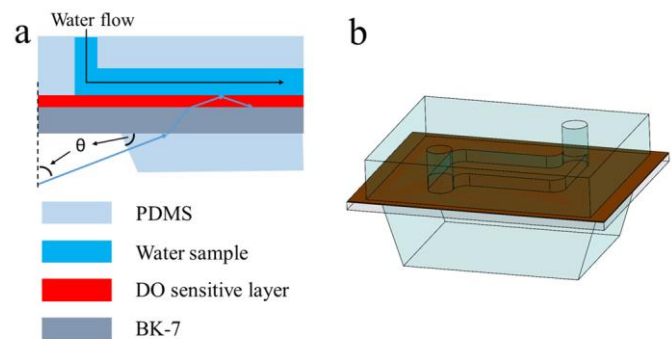 a
Water flow
θ
PDMS
Water sample
DO sensitive layer
BK-7
b